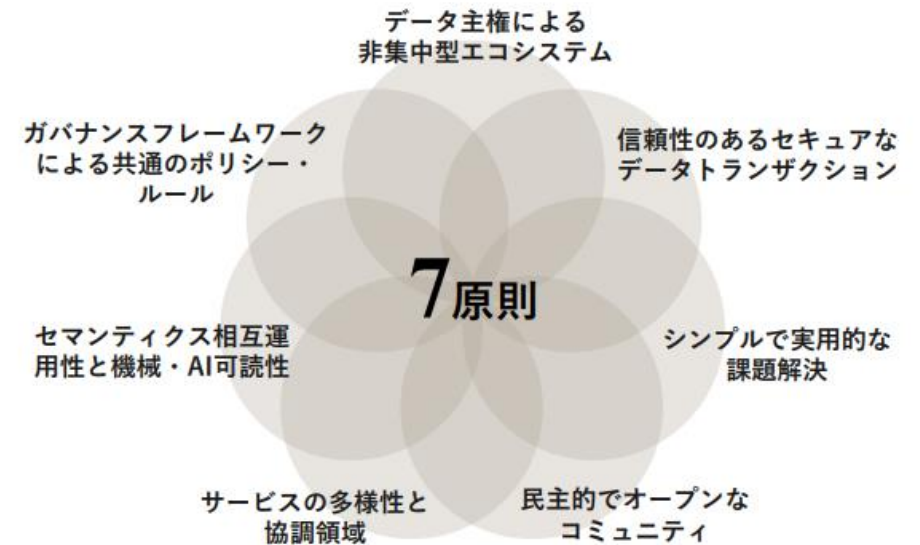 データ主権による
非集中型エコシステム
ガバナンスフレームワーク
による共通のポリシー・
ルール
信頼性のあるセキュアな
データトランザクション
7原則
セマンティクス相互運
用性と機械・AI可読性
シンプルで実用的な
課題解決
サービスの多様性と
協調領域
民主的でオープンな
コミュニティ